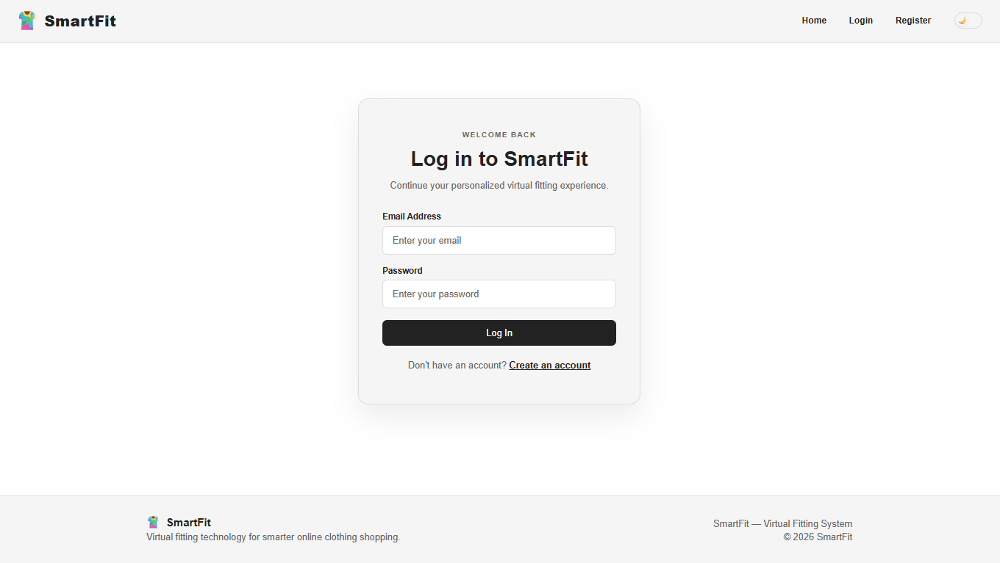 SmartFit
Home Login Register
WELCOME BACK
Log in to SmartFit
Continue your personalized virtual fitting experience.
Email Address
Enter your email
Password
Enter your password
Log In
Don't have an account? Create an account
SmartFit
Virtual fitting technology for smarter online clothing shopping.
SmartFit — Virtual Fitting System
© 2026 SmartFit